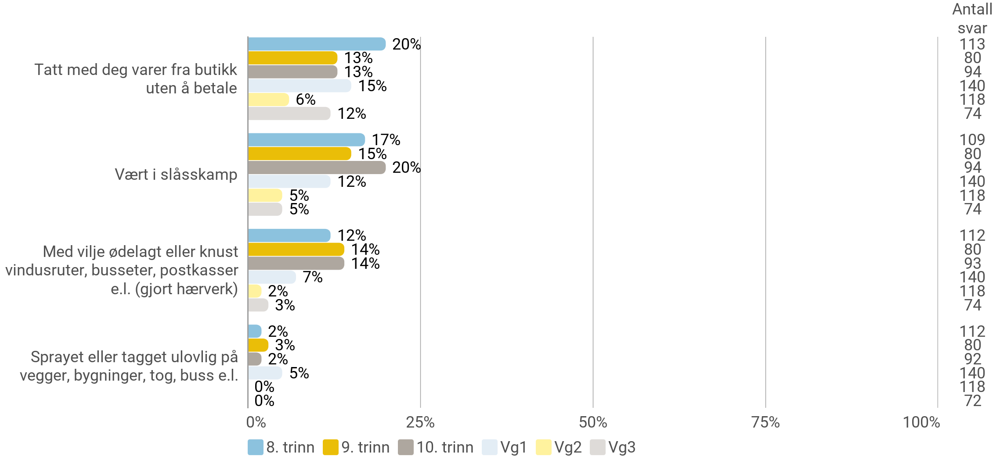 Antall
svar
Tatt med deg varer fra butikk
uten å betale
20% 113
13% 80
13% 94
15% 140
6% 118
12% 74
Vært i slåsskamp
17% 109
15% 80
20% 94
12% 140
5% 118
5% 74
Med vilje ødelagt eller knust
vindusruter, busseter, postkasser
e.l. (gjort hærverk)
12% 112
14% 80
14% 93
7% 140
2% 118
3% 74
Sprayet eller tagget ulovlig på
vegger, bygninger, tog, buss e.l.
2% 112
3% 80
2% 92
5% 140
0% 118
0% 72
0% 25% 50% 75% 100%
8. trinn 9. trinn 10. trinn Vg1 Vg2 Vg3